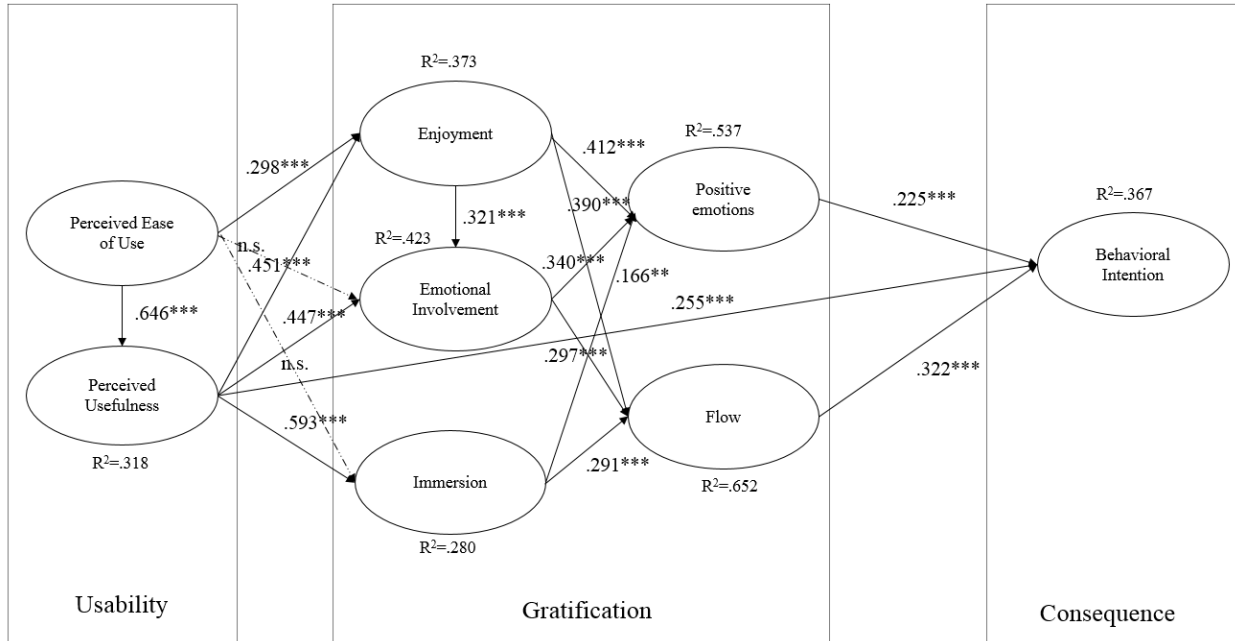 R²=.373
Enjoyment
.412***
R²=.537
.298***
Positive
emotions
.390***
R²=.367
.225***
Perceived Ease
of Use
.321***
n.s.
R²=.423
.451***
.340***
.166**
Behavioral
Intention
Emotional
Involvement
.255***
.646***
.447***
n.s.
.297***
Perceived
Usefulness
.322***
.593***
Flow
R²=.318
.291***
Immersion
R²=.652
R²=.280
Usability
Gratification
Consequence